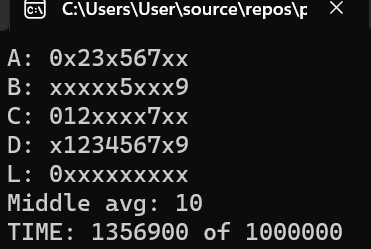 C:\Users\User\source\repos\p
A: 0x23x567xx
B: xxxxx5xxx9
C: 012xxxx7xx
D: x1234567x9
L: 0xxxxxxxxx
Middle avg: 10
TIME: 1356900 of 1000000